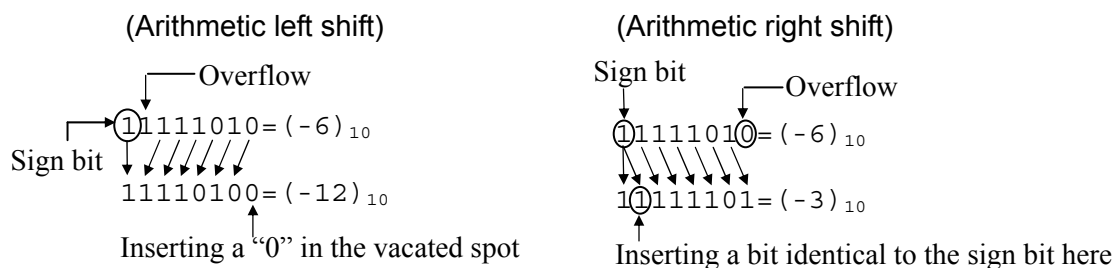 (Arithmetic left shift)
Overflow
11111010=(-6)10
Sign bit
11110100=(-12)10
Inserting a “0” in the vacated spot
(Arithmetic right shift)
Sign bit
Overflow
11111010=(-6)10
11111101=(-3)10
Inserting a bit identical to the sign bit here